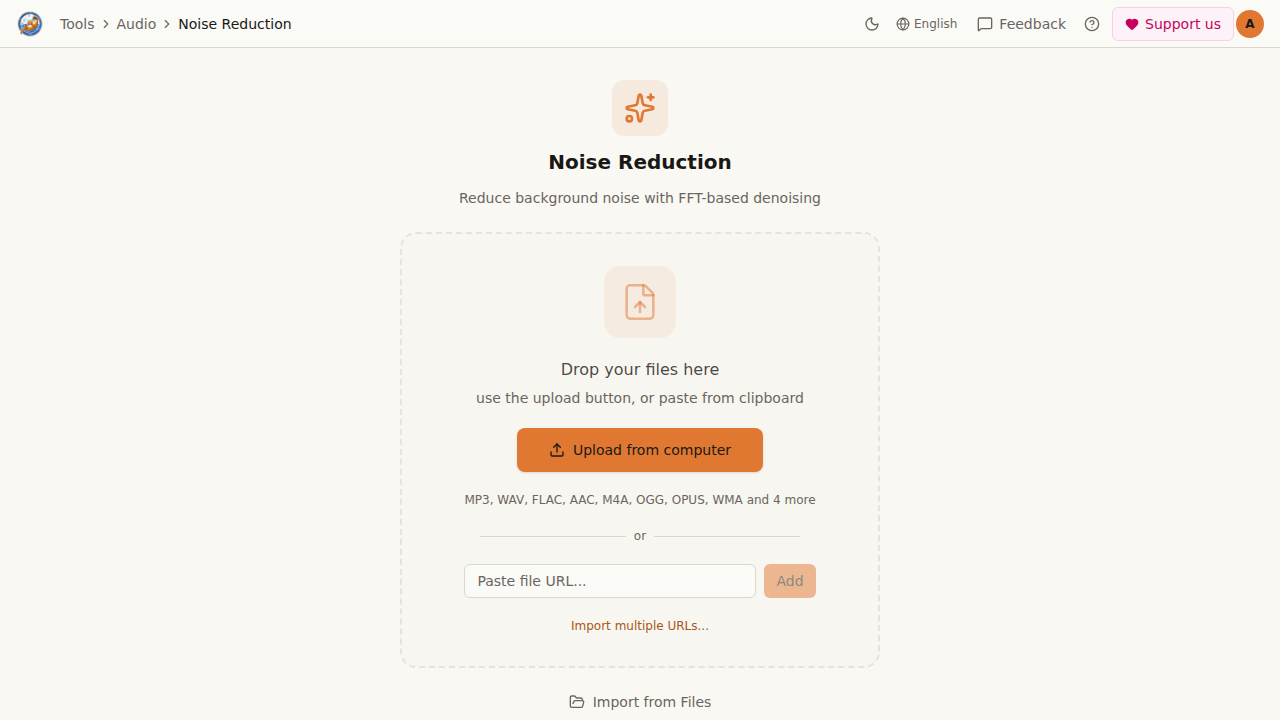 Tools > Audio > Noise Reduction
English
Feedback
Support us
A
Noise Reduction
Reduce background noise with FFT-based denoising
Drop your files here
use the upload button, or paste from clipboard
Upload from computer
MP3, WAV, FLAC, AAC, M4A, OGG, OPUS, WMA and 4 more
or
Paste file URL...
Add
Import multiple URLs...
Import from Files